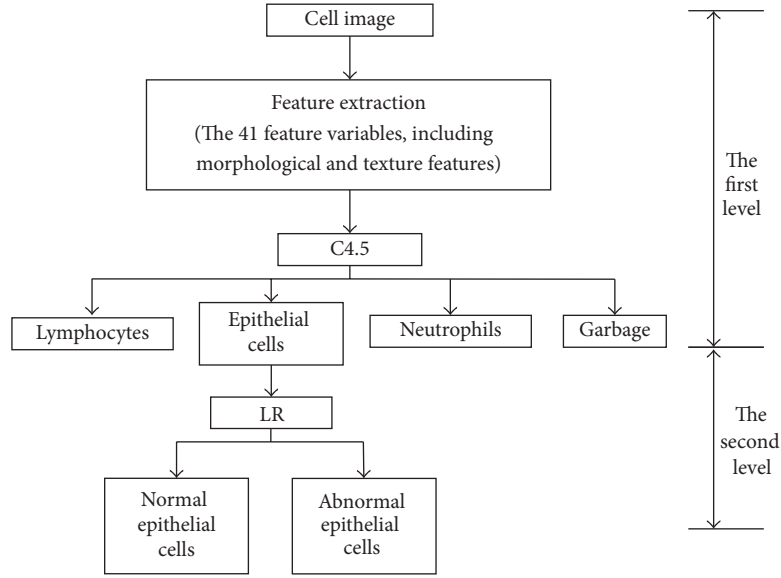 Cell image
Feature extraction
(The 41 feature variables, including
morphological and texture features)
C4.5
Lymphocytes
Epithelial
cells
Neutrophils
Garbage
The
first
level
LR
Normal
epithelial
cells
Abnormal
epithelial
cells
The
second
level